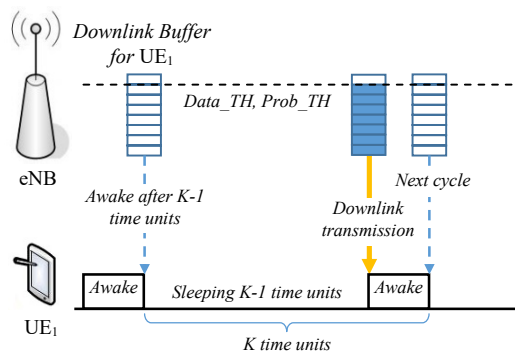 Downlink Buffer
for UE₁
Data_TH, Prob_TH
eNB
Awake after K-1
time units
Next cycle
Downlink
transmission
Awake
Sleeping K-1 time units
Awake
UE₁
K time units